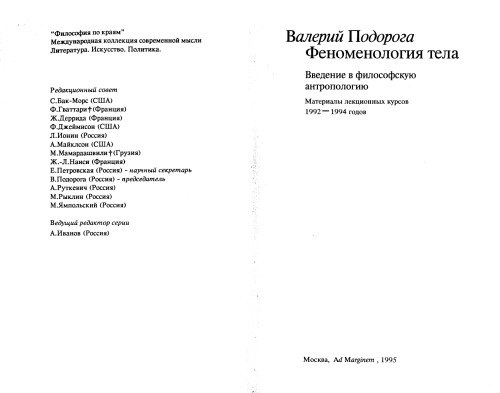 "Философия по краям"
Международная коллекция современной мысли
Литература. Искусство. Политика.
Редакционный совет
С.Бак-Морс (США)
Ф.Гваттари†(Франция)
Ж.Деррида (Франция)
Ф.Джеймисон (США)
Л.Ионин (Россия)
А.Майклсон (США)
М.Мамардашвили†(Грузия)
Ж.-Л.Нанси (Франция)
Е.Петровская (Россия) - научный секретарь
В.Подорога (Россия) - председатель
А.Руткевич (Россия)
М.Рыклин (Россия)
М.Ямпольский (Россия)
Ведущий редактор серии
А.Иванов (Россия)
Валерий Подорога
Феноменология тела
Введение в философскую
антропологию
Материалы лекционных курсов
1992—1994 годов
Москва, Ad Marginem, 1995